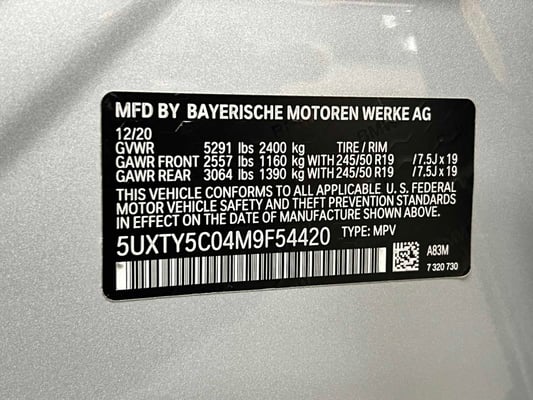 MFD BY BAYERISCHE MOTOREN WERKE AG
12/20
GVWR 5291 lbs 2400 kg TIRE / RIM
GAWR FRONT 2557 lbs 1160 kg WITH 245/50 R19 /7.5J x 19
GAWR REAR 3064 lbs 1390 kg WITH 245/50 R19 /7.5J x 19
THIS VEHICLE CONFORMS TO ALL APPLICABLE U. S. FEDERAL
MOTOR VEHICLE SAFETY AND THEFT PREVENTION STANDARDS
IN EFFECT ON THE DATE OF MANUFACTURE SHOWN ABOVE.
5UXTY5C04M9F54420 TYPE: MPV
A83M
7 320 730